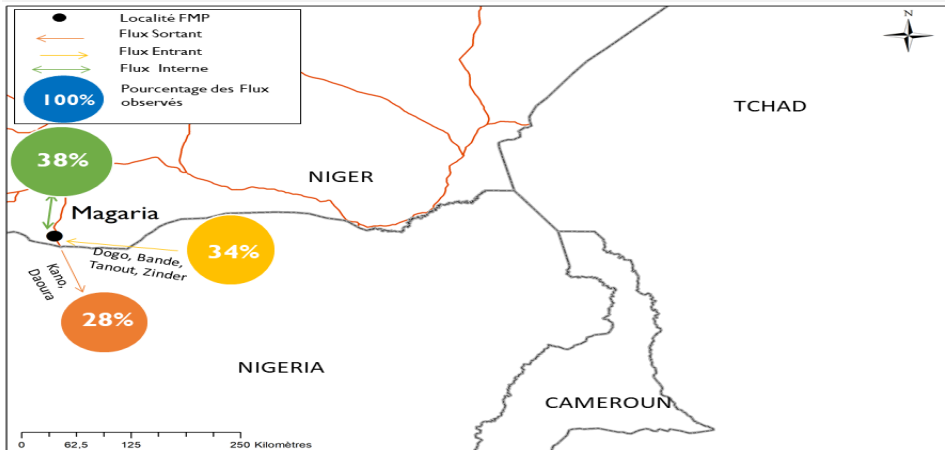 Localité FMP
Flux Sortant
Flux Entrant
Flux Interne
100%
Pourcentage des Flux
observés
N
TCHAD
38%
NIGER
Magaria
34%
Dogo, Bande,
Tanout, Zinder
Kano,
Daoura
28%
NIGERIA
CAMEROUN
0 62,5 125 250 Kilomètres